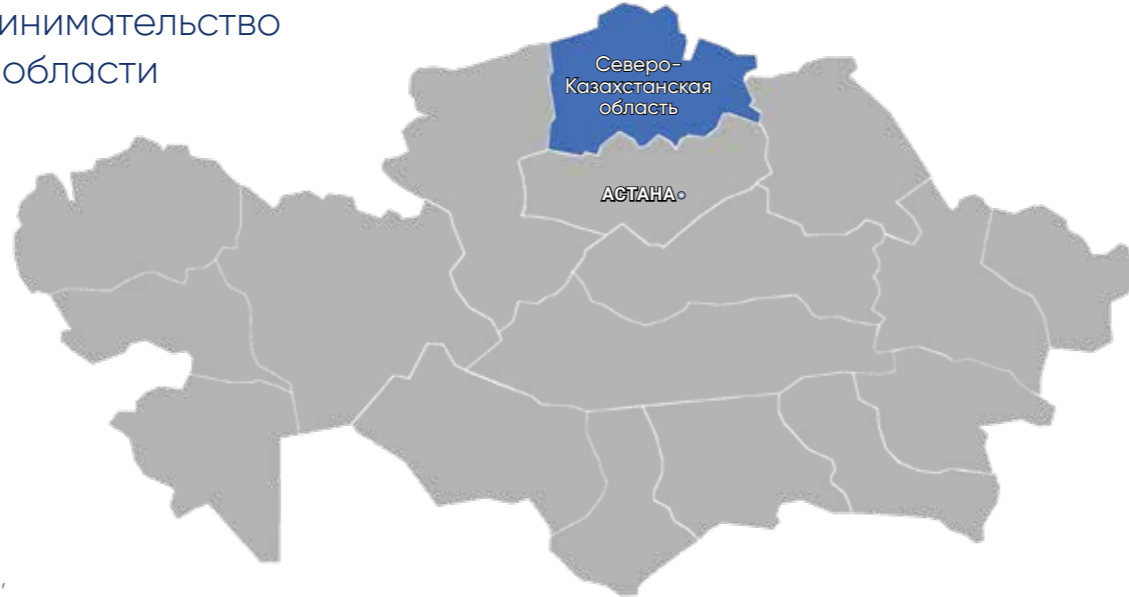 инимательство
области
Северо-
Казахстанская
область
АСТАНА